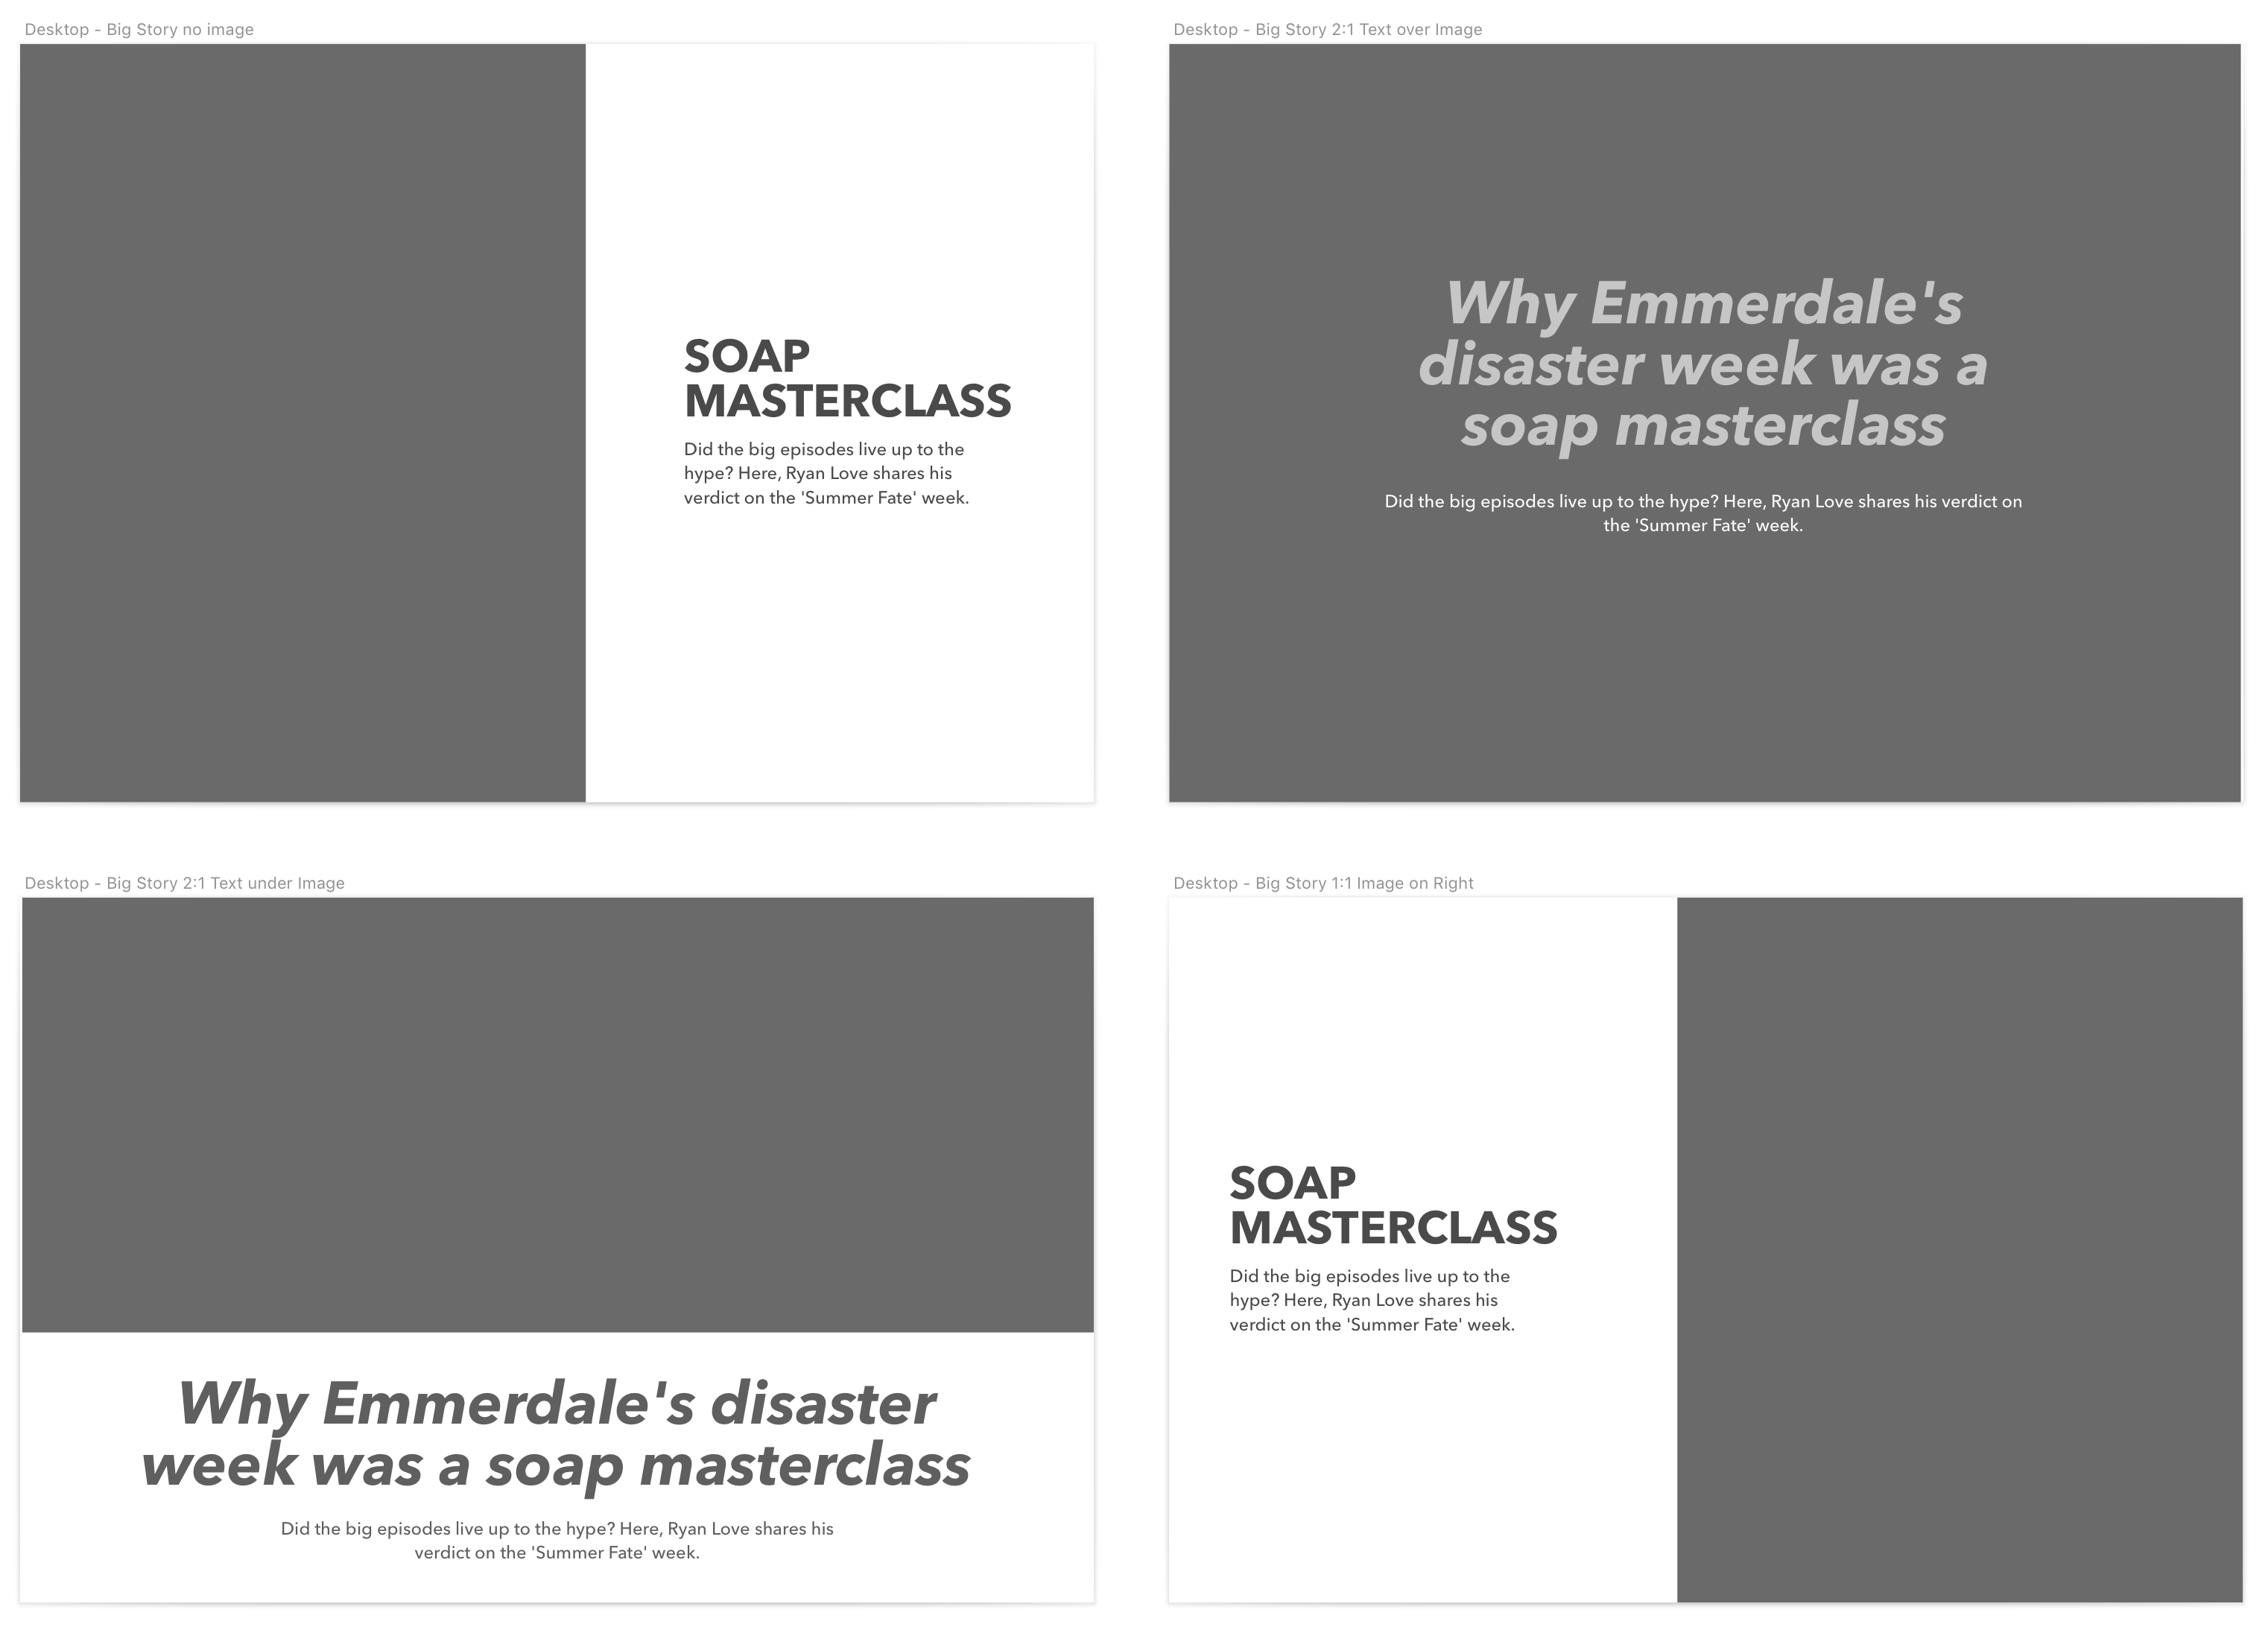 Desktop - Big Story no image
SOAP
MASTERCLASS
Did the big episodes live up to the
hype? Here, Ryan Love shares his
verdict on the 'Summer Fate' week.
Desktop - Big Story 2:1 Text over Image
Why Emmerdale's
disaster week was a
soap masterclass
Did the big episodes live up to the hype? Here, Ryan Love shares his verdict on
the 'Summer Fate' week.
Desktop - Big Story 2:1 Text under Image
Why Emmerdale's disaster
week was a soap masterclass
Did the big episodes live up to the hype? Here, Ryan Love shares his
verdict on the 'Summer Fate' week.
Desktop - Big Story 1:1 Image on Right
SOAP
MASTERCLASS
Did the big episodes live up to the
hype? Here, Ryan Love shares his
verdict on the 'Summer Fate' week.